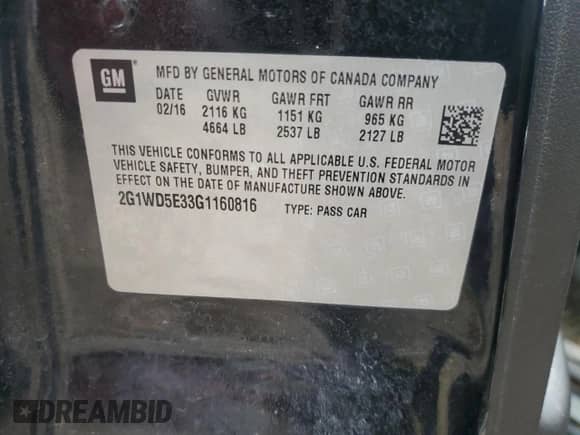 GM
MFD BY GENERAL MOTORS OF CANADA COMPANY
DATE GVWR GAWR FRT GAWR RR
02/16 2116 KG 1151 KG 965 KG
4664 LB 2537 LB 2127 LB
THIS VEHICLE CONFORMS TO ALL APPLICABLE U.S. FEDERAL MOTOR
VEHICLE SAFETY, BUMPER, AND THEFT PREVENTION STANDARDS IN
EFFECT ON THE DATE OF MANUFACTURE SHOWN ABOVE.
2G1WD5E33G1160816 TYPE: PASS CAR
DREAMBID